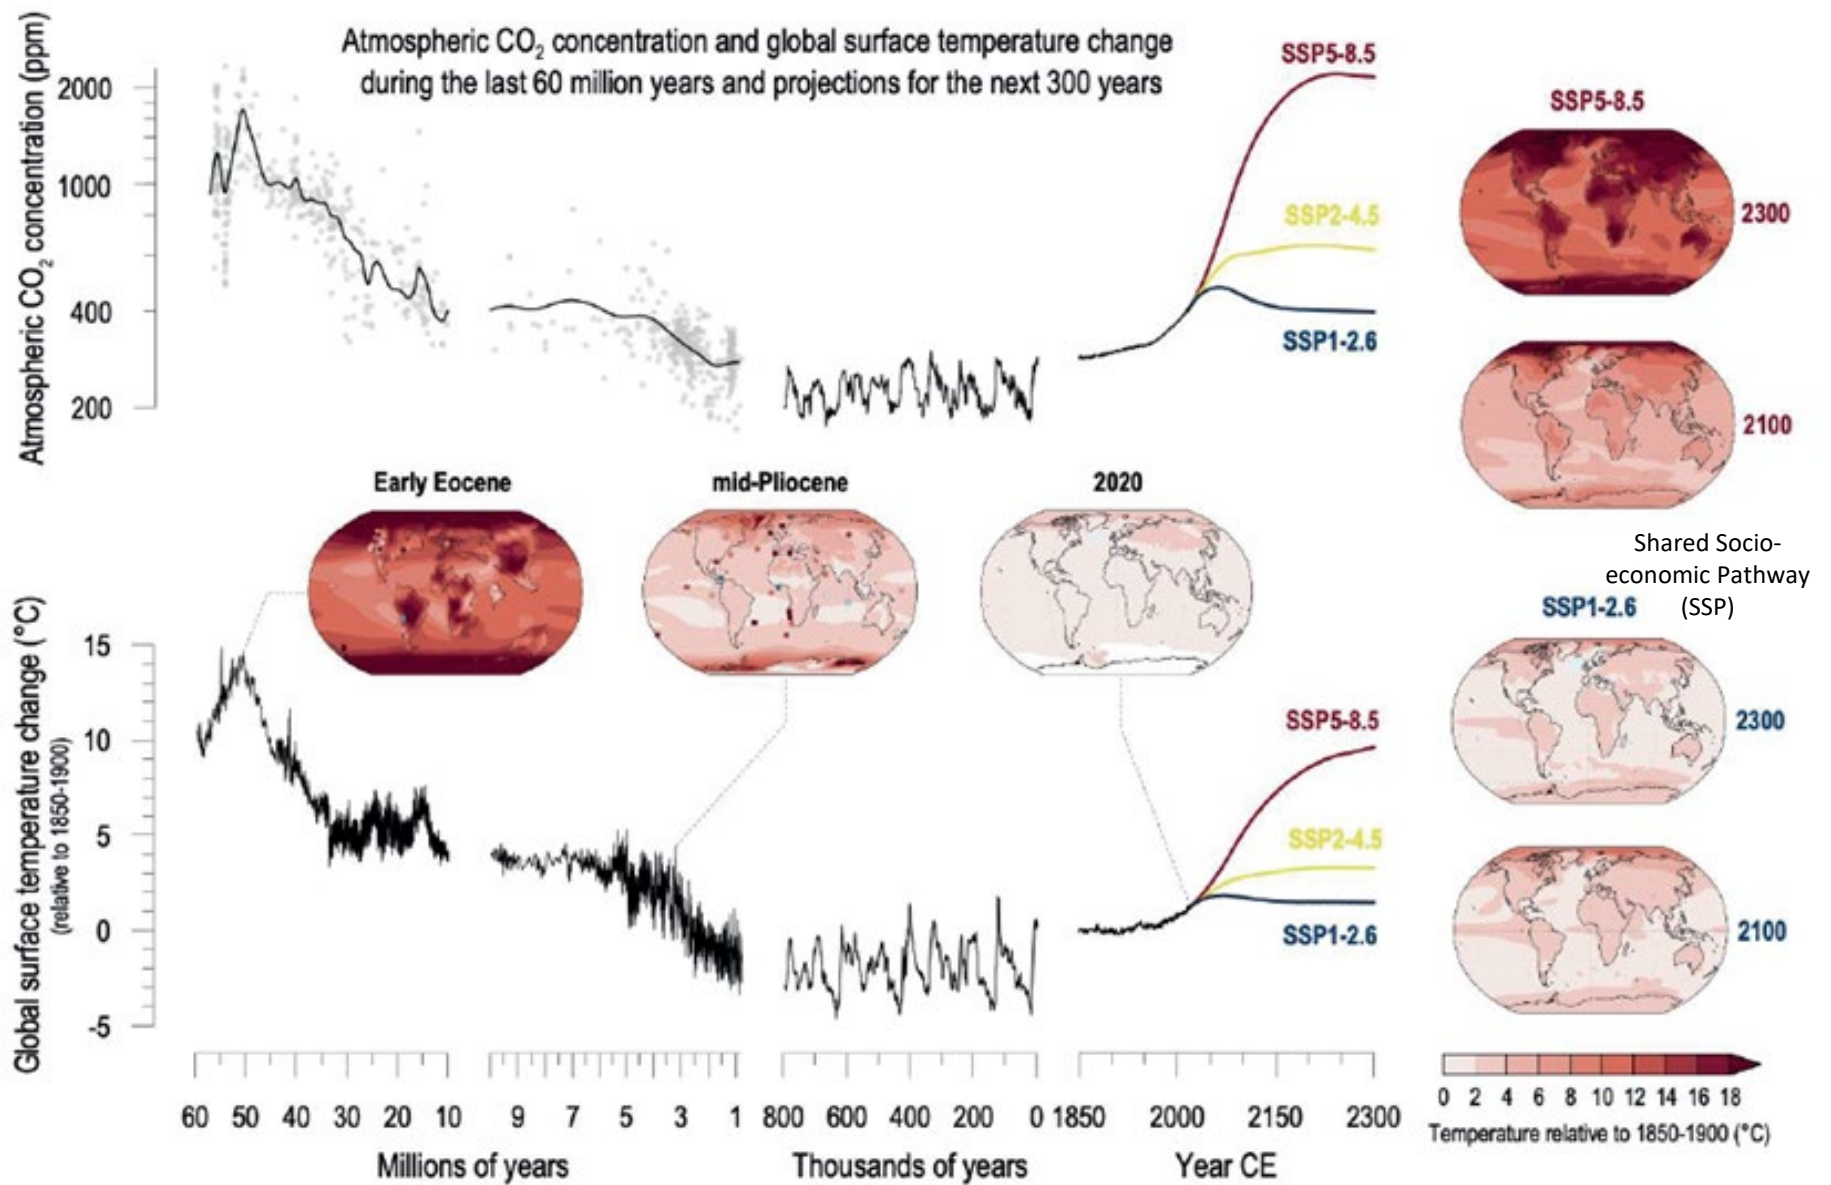 Atmospheric CO₂ concentration and global surface temperature change
during the last 60 million years and projections for the next 300 years
Atmospheric CO₂ concentration (ppm)
2000
1000
400
200
SSP5-8.5
SSP2-4.5
SSP1-2.6
SSP5-8.5
2300
2100
Early Eocene
mid-Pliocene
2020
Shared Socio-
economic Pathway
(SSP)
SSP1-2.6
2300
2100
Global surface temperature change (°C)
(relative to 1850-1900)
15
10
5
0
-5
SSP5-8.5
SSP2-4.5
SSP1-2.6
60 50 40 30 20 10
9 7 5 3 1
800 600 400 200 0
1850 2000 2150 2300
Millions of years
Thousands of years
Year CE
0 2 4 6 8 10 12 14 16 18
Temperature relative to 1850-1900 (°C)